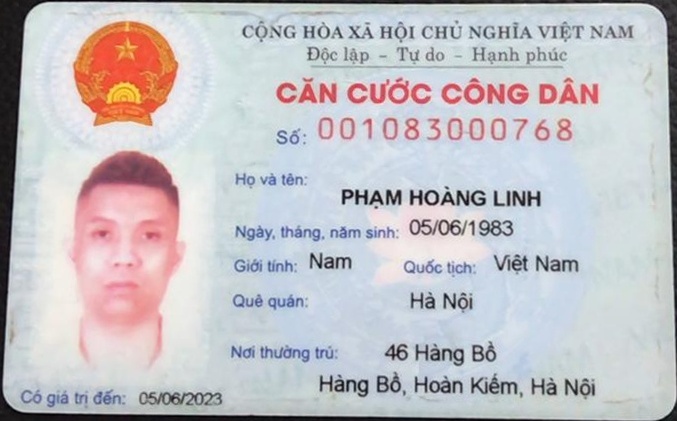 CỘNG HÒA XÃ HỘI CHỦ NGHĨA VIỆT NAM
Độc lập - Tự do - Hạnh phúc
CĂN CƯỚC CÔNG DÂN
Số: 001083000768
Họ và tên:
PHẠM HOÀNG LINH
Ngày, tháng, năm sinh: 05/06/1983
Giới tính: Nam Quốc tịch: Việt Nam
Quê quán: Hà Nội
Nơi thường trú: 46 Hàng Bồ
Hàng Bồ, Hoàn Kiếm, Hà Nội
Có giá trị đến: 05/06/2023